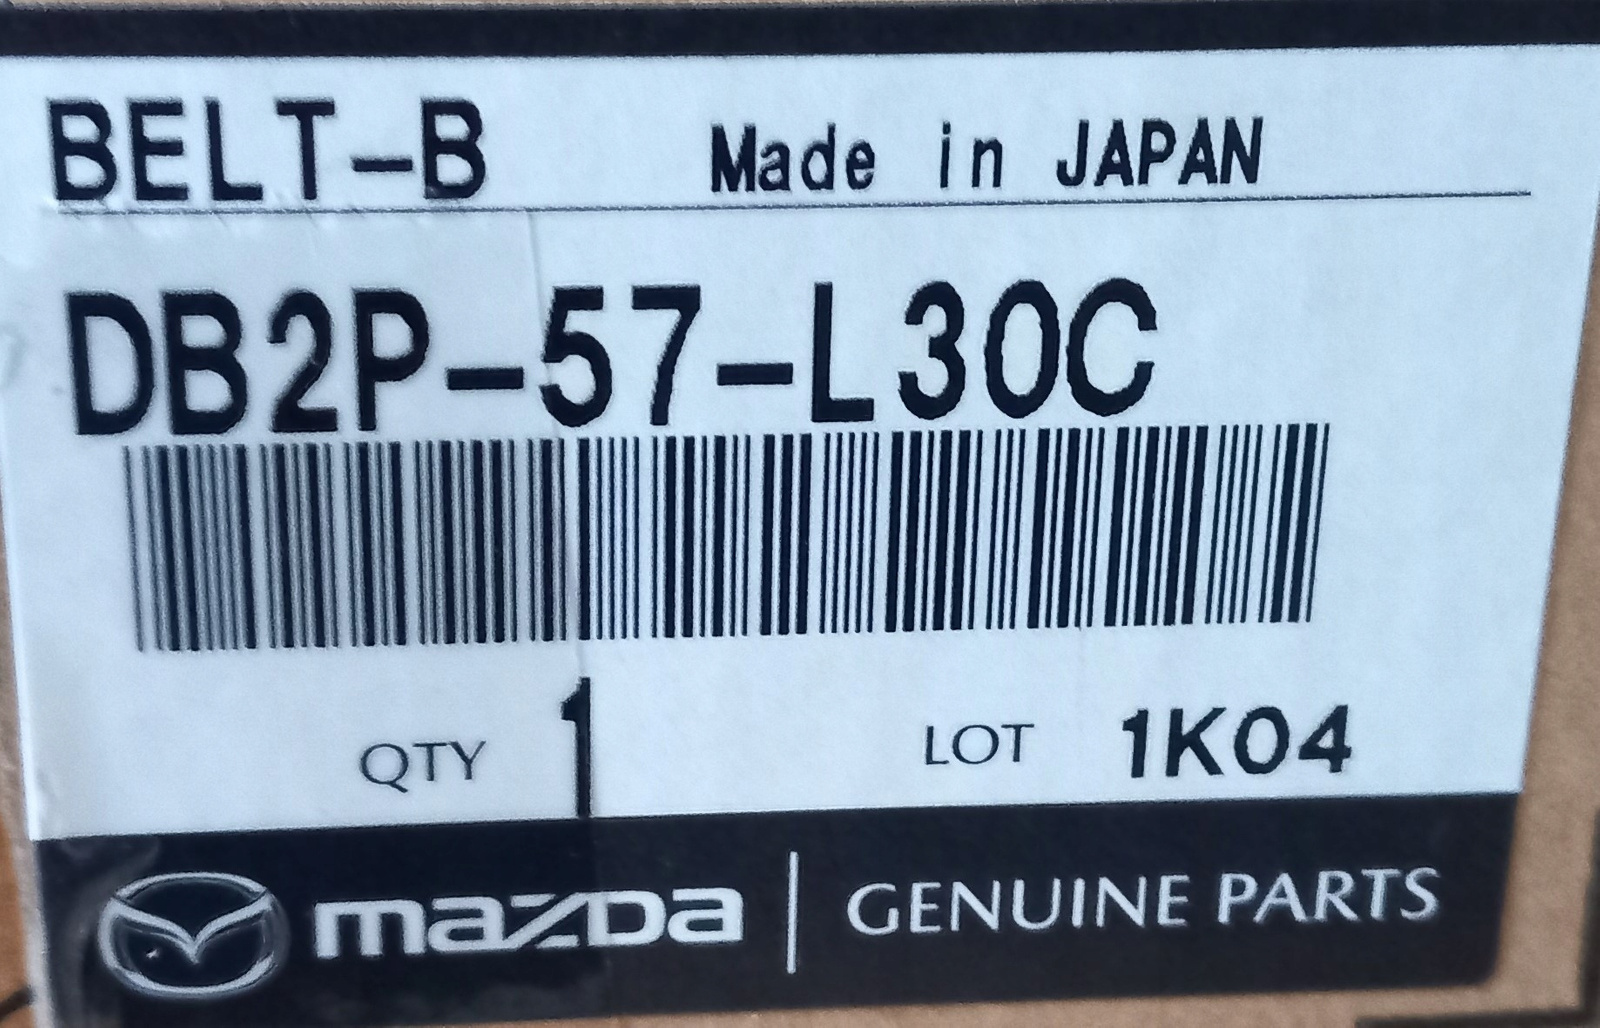 BELT-B Made in JAPAN
DB2P-57-L30C
QTY 1 LOT 1K04
mazda GENUINE PARTS